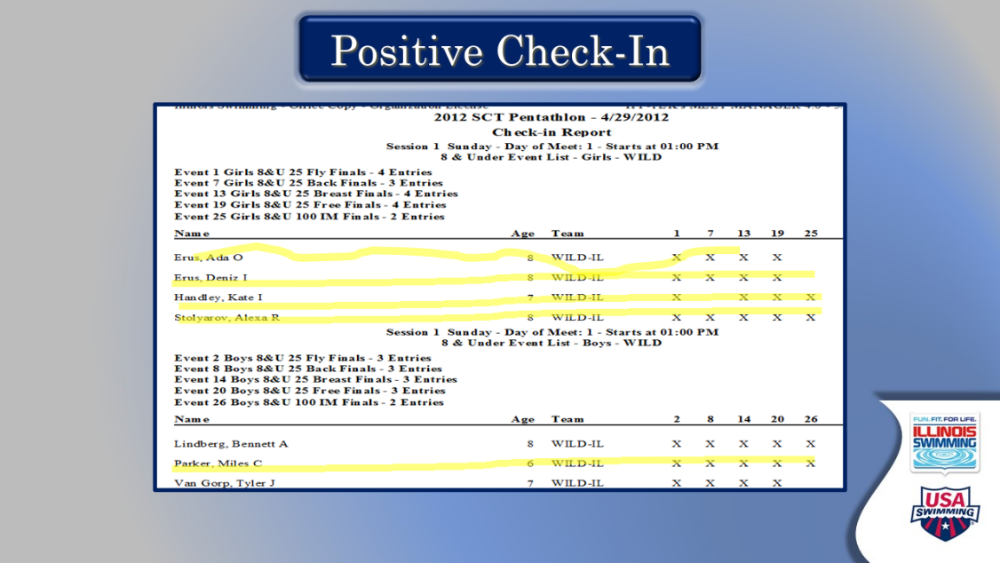 Positive Check-In
Illinois Swimming - Office Copy - Organization License HY-TEK's MEET MANAGER
2012 SCT Pentathlon - 4/29/2012
Check-in Report
Session 1 Sunday - Day of Meet: 1 - Starts at 01:00 PM
8 & Under Event List - Girls - WILD
Event 1 Girls 8&U 25 Fly Finals - 4 Entries
Event 7 Girls 8&U 25 Back Finals - 3 Entries
Event 13 Girls 8&U 25 Breast Finals - 4 Entries
Event 19 Girls 8&U 25 Free Finals - 4 Entries
Event 25 Girls 8&U 100 IM Finals - 2 Entries
Name Age Team 1 7 13 19 25
Erus, Ada O 8 WILD-IL X X X X
Erus, Deniz I 8 WILD-IL X X X X
Handley, Kate I 7 WILD-IL X X X X
Stolyarov, Alexa R 8 WILD-IL X X X X X
Session 1 Sunday - Day of Meet: 1 - Starts at 01:00 PM
8 & Under Event List - Boys - WILD
Event 2 Boys 8&U 25 Fly Finals - 3 Entries
Event 8 Boys 8&U 25 Back Finals - 3 Entries
Event 14 Boys 8&U 25 Breast Finals - 3 Entries
Event 20 Boys 8&U 25 Free Finals - 3 Entries
Event 26 Boys 8&U 100 IM Finals - 2 Entries
Name Age Team 2 8 14 20 26
Lindberg, Bennett A 8 WILD-IL X X X X X
Parker, Miles C 6 WILD-IL X X X X X
Van Gorp, Tyler J 7 WILD-IL X X X X
FUN. FIT. FOR LIFE.
ILLINOIS
SWIMMING
USA
SWIMMING